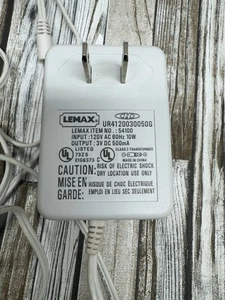 LEMAX
UR4120030050G
LEMAX ITEM NO. : 54100
INPUT : 120V AC 60Hz 10W
OUTPUT : 3V DC 500mA
LISTED
CLASS 2 TRANSFORMER
E106373 C
CAUTION: RISK OF ELECTRIC SHOCK
DRY LOCATION USE ONLY
MISE EN RISQUE DE CHOC ÉLECTRIQUE
GARDE: EMPLOI EN LIEU SEC SEULEMENT